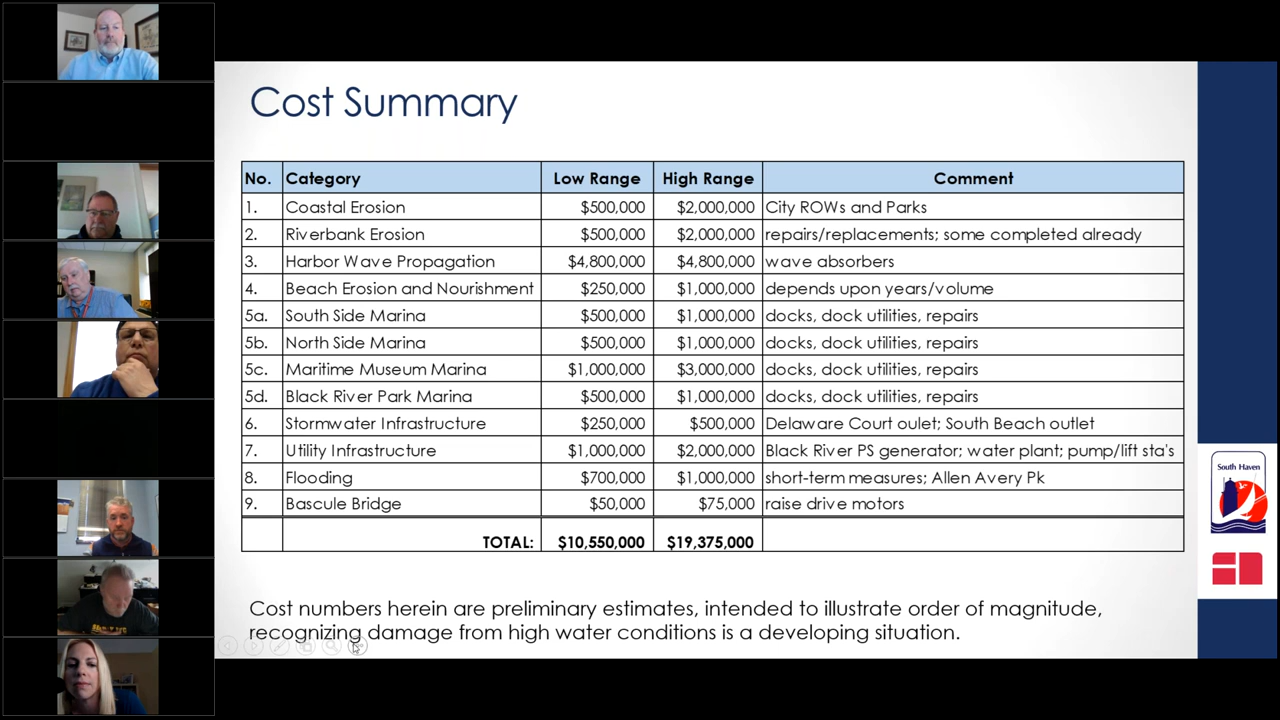 Cost Summary
No. Category Low Range High Range Comment
1. Coastal Erosion $500,000 $2,000,000 City ROWs and Parks
2. Riverbank Erosion $500,000 $2,000,000 repairs/replacements; some completed already
3. Harbor Wave Propagation $4,800,000 $4,800,000 wave absorbers
4. Beach Erosion and Nourishment $250,000 $1,000,000 depends upon years/volume
5a. South Side Marina $500,000 $1,000,000 docks, dock utilities, repairs
5b. North Side Marina $500,000 $1,000,000 docks, dock utilities, repairs
5c. Maritime Museum Marina $1,000,000 $3,000,000 docks, dock utilities, repairs
5d. Black River Park Marina $500,000 $1,000,000 docks, dock utilities, repairs
6. Stormwater Infrastructure $250,000 $500,000 Delaware Court oulet; South Beach outlet
7. Utility Infrastructure $1,000,000 $2,000,000 Black River PS generator; water plant; pump/lift sta's
8. Flooding $700,000 $1,000,000 short-term measures; Allen Avery Pk
9. Bascule Bridge $50,000 $75,000 raise drive motors
TOTAL: $10,550,000 $19,375,000
South Haven
Cost numbers herein are preliminary estimates, intended to illustrate order of magnitude,
recognizing damage from high water conditions is a developing situation.